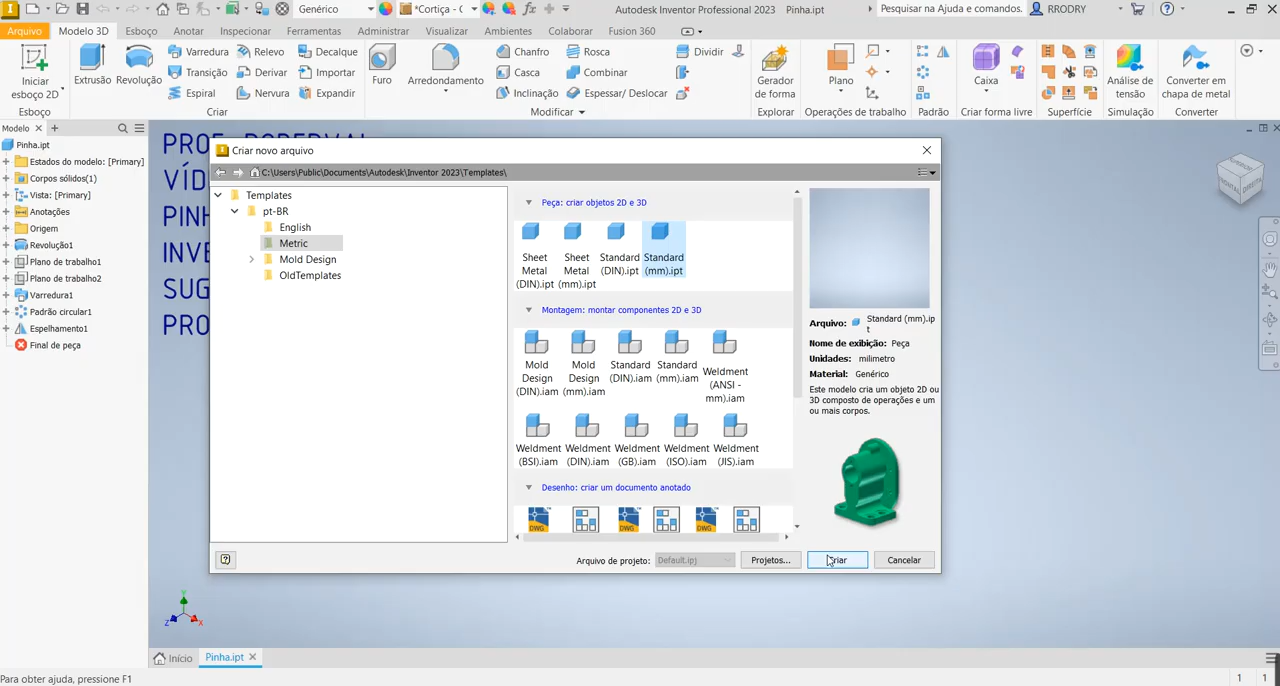 Genérico
*Cortiça - C
Autodesk Inventor Professional 2023 Pinha.ipt
Pesquisar na Ajuda e comandos.
RRODRY
Arquivo
Modelo 3D
Esboço
Anotar
Inspecionar
Ferramentas
Administrar
Visualizar
Ambientes
Colaborar
Fusion 360
Iniciar
esboço 2D
Extrusão
Revolução
Varredura
Relevo
Decalque
Transição
Derivar
Importar
Espiral
Nervura
Expandir
Furo
Arredondamento
Chanfro
Rosca
Casca
Combinar
Inclinação
Espessar/ Deslocar
Dividir
Gerador
de forma
Plano
Caixa
Análise de
tensão
Converter em
chapa de metal
Esboço
Criar
Modificar
Explorar
Operações de trabalho
Padrão
Criar forma livre
Superfície
Simulação
Converter
Modelo
Pinha.ipt
Estados do modelo: [Primary]
Corpos sólidos(1)
Vista: [Primary]
Anotações
Origem
Revolução1
Plano de trabalho1
Plano de trabalho2
Varredura1
Padrão circular1
Espelhamento1
Final de peça
PROF
VÍD
PIN
INV
SUG
PRO
Criar novo arquivo
C:\Users\Public\Documents\Autodesk\Inventor 2023\Templates\
Templates
pt-BR
English
Metric
Mold Design
OldTemplates
Peça: criar objetos 2D e 3D
Sheet
Metal
(DIN).ipt
Sheet
Metal
(mm).ipt
Standard
(DIN).ipt
Standard
(mm).ipt
Montagem: montar componentes 2D e 3D
Mold
Design
(DIN).iam
Mold
Design
(mm).iam
Standard
(DIN).iam
Standard
(mm).iam
Weldment
(ANSI -
mm).iam
Weldment
(BSI).iam
Weldment
(DIN).iam
Weldment
(GB).iam
Weldment
(ISO).iam
Weldment
(JIS).iam
Desenho: criar um documento anotado
DWG
DWG
DWG
Arquivo: Standard (mm).ip
t
Nome de exibição: Peça
Unidades: milímetro
Material: Genérico
Este modelo cria um objeto 2D ou
3D composto de operações e um
ou mais corpos.
Arquivo de projeto:
Default.ipj
Projetos...
Criar
Cancelar
Z
Y
X
Início
Pinha.ipt
Para obter ajuda, pressione F1
1
1